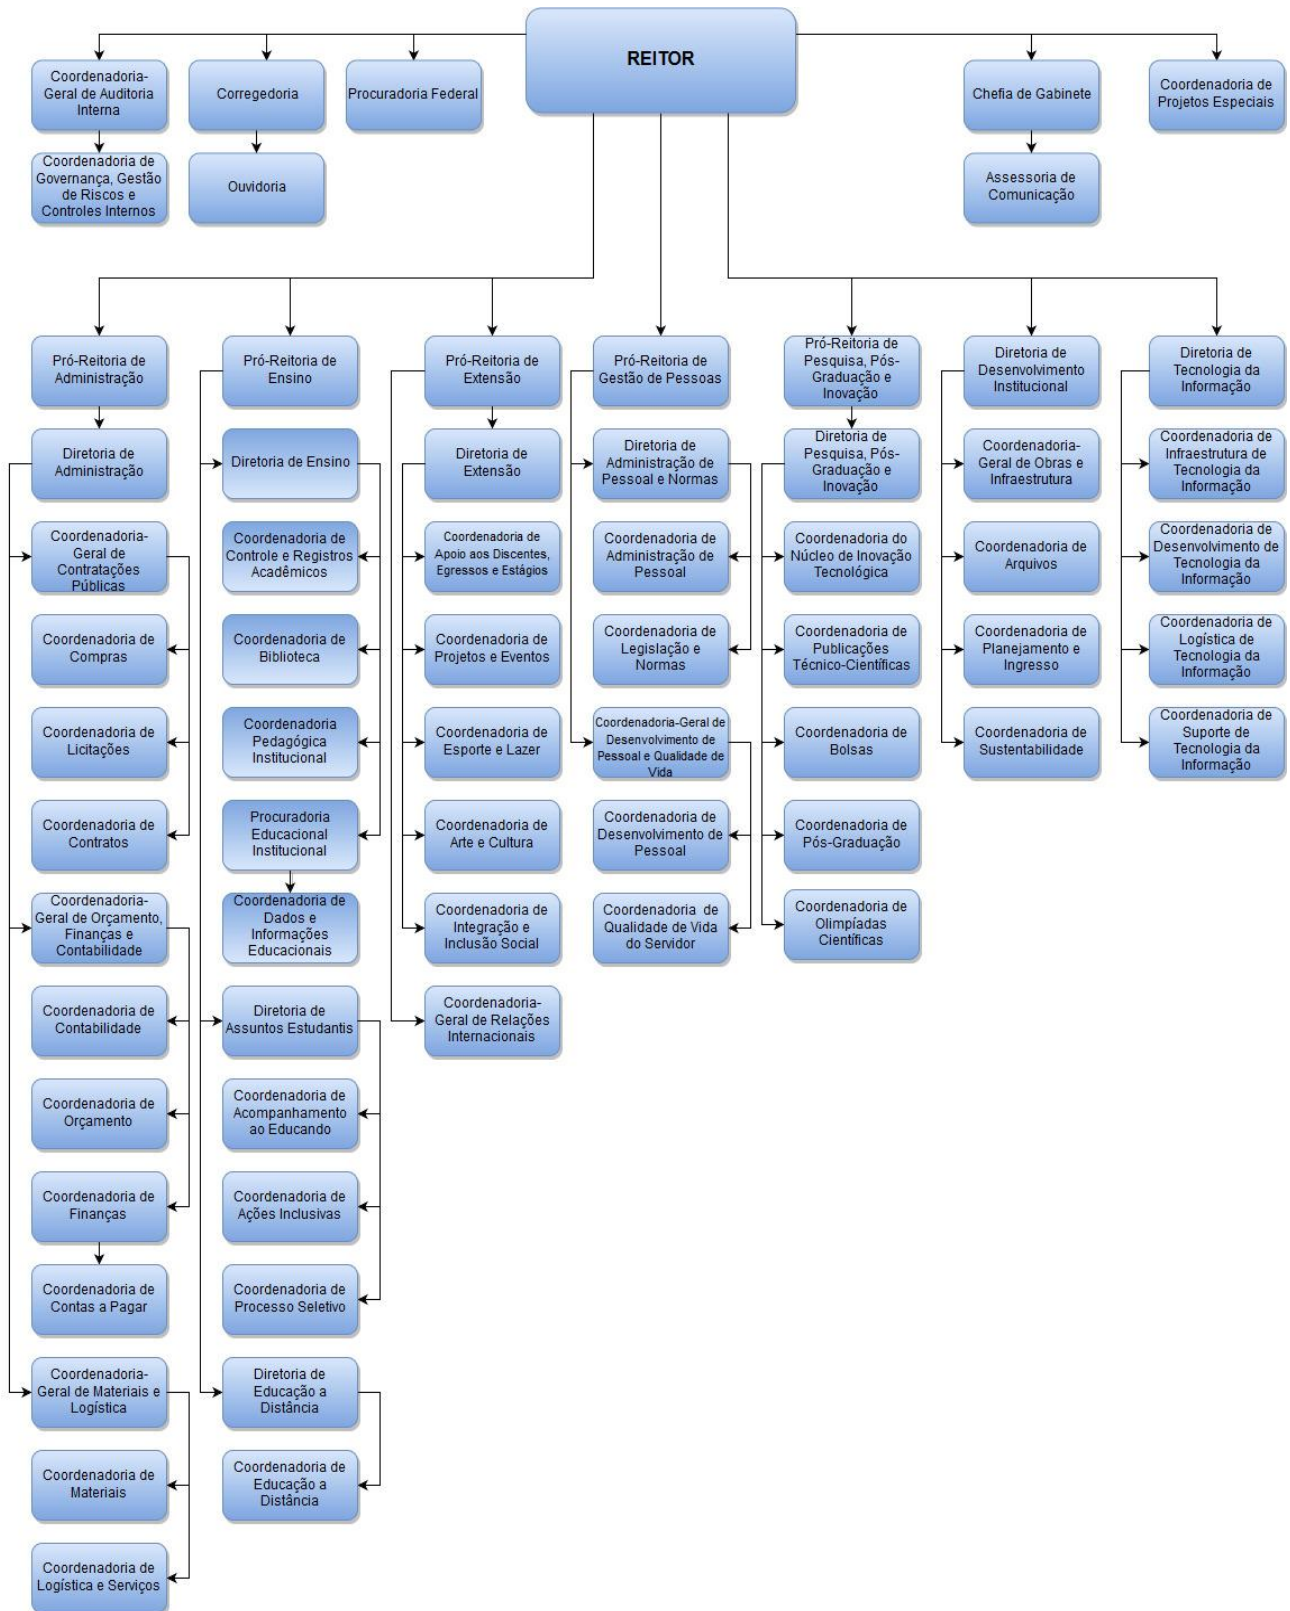 REITOR
Coordenadoria-
Geral de Auditoria
Interna
Corregedoria
Procuradoria Federal
Chefia de Gabinete
Coordenadoria de
Projetos Especiais
Coordenadoria de
Governança, Gestão
de Riscos e
Controles Internos
Ouvidoria
Assessoria de
Comunicação
Pró-Reitoria de
Administração
Diretoria de
Administração
Coordenadoria-
Geral de
Contratações
Públicas
Coordenadoria de
Compras
Coordenadoria de
Licitações
Coordenadoria de
Contratos
Coordenadoria-
Geral de Orçamento,
Finanças e
Contabilidade
Coordenadoria de
Contabilidade
Coordenadoria de
Orçamento
Coordenadoria de
Finanças
Coordenadoria de
Contas a Pagar
Coordenadoria-
Geral de Materiais e
Logística
Coordenadoria de
Materiais
Coordenadoria de
Logística e Serviços
Pró-Reitoria de
Ensino
Diretoria de Ensino
Coordenadoria de
Controle e Registros
Acadêmicos
Coordenadoria de
Biblioteca
Coordenadoria
Pedagógica
Institucional
Procuradoria
Educacional
Institucional
Coordenadoria de
Dados e
Informações
Educacionais
Diretoria de
Assuntos Estudantis
Coordenadoria de
Acompanhamento
ao Educando
Coordenadoria de
Ações Inclusivas
Coordenadoria de
Processo Seletivo
Diretoria de
Educação a
Distância
Coordenadoria de
Educação a
Distância
Pró-Reitoria de
Extensão
Diretoria de
Extensão
Coordenadoria de
Apoio aos Discentes,
Egressos e Estágios
Coordenadoria de
Projetos e Eventos
Coordenadoria de
Esporte e Lazer
Coordenadoria de
Arte e Cultura
Coordenadoria de
Integração e
Inclusão Social
Coordenadoria-
Geral de Relações
Internacionais
Pró-Reitoria de
Gestão de Pessoas
Diretoria de
Administração de
Pessoal e Normas
Coordenadoria de
Administração de
Pessoal
Coordenadoria de
Legislação e
Normas
Coordenadoria-Geral de
Desenvolvimento de
Pessoal e Qualidade de
Vida
Coordenadoria de
Desenvolvimento de
Pessoal
Coordenadoria de
Qualidade de Vida
do Servidor
Pró-Reitoria de
Pesquisa, Pós-
Graduação e
Inovação
Diretoria de
Pesquisa, Pós-
Graduação e
Inovação
Coordenadoria do
Núcleo de Inovação
Tecnológica
Coordenadoria de
Publicações
Técnico-Científicas
Coordenadoria de
Bolsas
Coordenadoria de
Pós-Graduação
Coordenadoria de
Olimpíadas
Científicas
Diretoria de
Desenvolvimento
Institucional
Coordenadoria-
Geral de Obras e
Infraestrutura
Coordenadoria de
Arquivos
Coordenadoria de
Planejamento e
Ingresso
Coordenadoria de
Sustentabilidade
Diretoria de
Tecnologia da
Informação
Coordenadoria de
Infraestrutura de
Tecnologia da
Informação
Coordenadoria de
Desenvolvimento de
Tecnologia da
Informação
Coordenadoria de
Logística de
Tecnologia da
Informação
Coordenadoria de
Suporte de
Tecnologia da
Informação